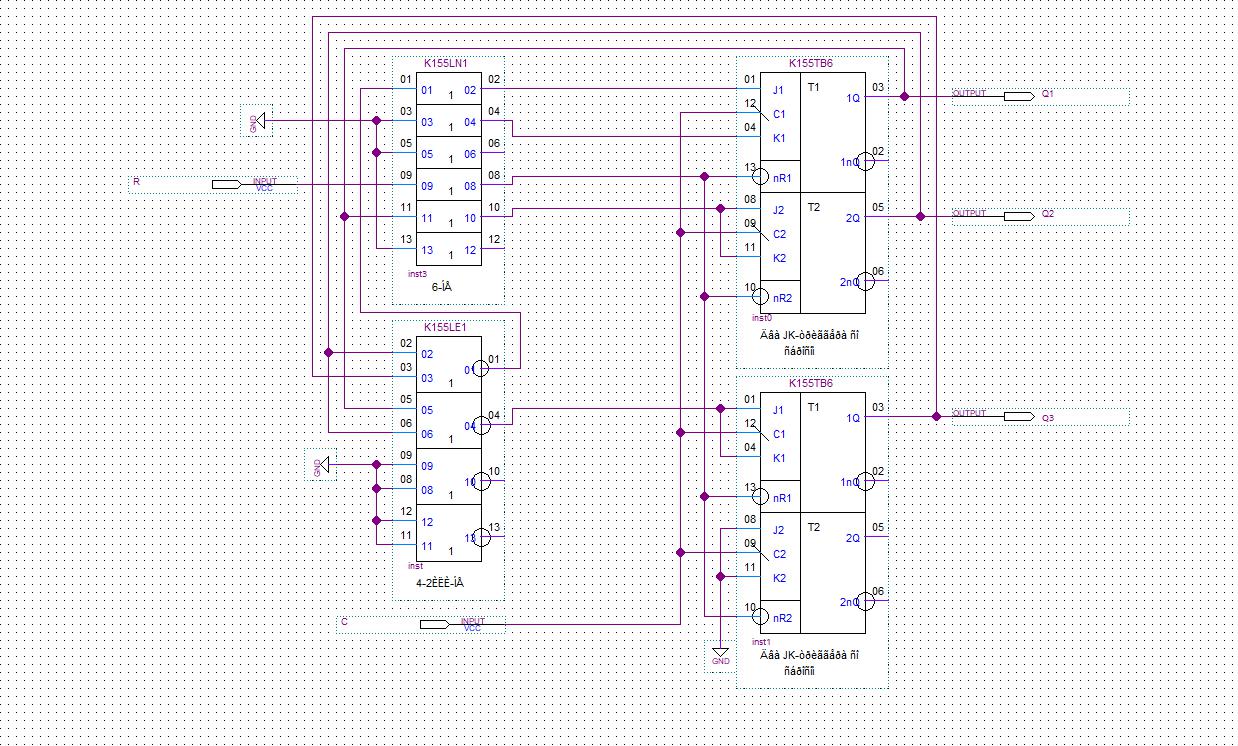 K155LN1
01 01 02 02
1
03 03 04 04
1
05 05 06 06
1
09 09 08 08
1
11 11 10 10
1
13 13 12 12
1
inst3
6-ÍÅ
GND
R INPUT
VCC
K155LE1
02 02 01 01
03 03 1
05 05 04 04
06 06 1
09 09 10 10
08 08 1
12 12 13 13
11 11 1
inst
4-2ÈËÈ-ÍÅ
GND
C INPUT
VCC
K155TB6
01 J1 T1 1Q 03
12 C1
04 K1
1nQ 02
13 nR1
08 J2 T2 2Q 05
09 C2
11 K2
2nQ 06
10 nR2
inst0
Äâà JK-òðèããåðà ñî
ñáðîñîì
K155TB6
01 J1 T1 1Q 03
12 C1
04 K1
1nQ 02
13 nR1
08 J2 T2 2Q 05
09 C2
11 K2
2nQ 06
10 nR2
inst1
Äâà JK-òðèããåðà ñî
ñáðîñîì
GND
OUTPUT Q1
OUTPUT Q2
OUTPUT Q3